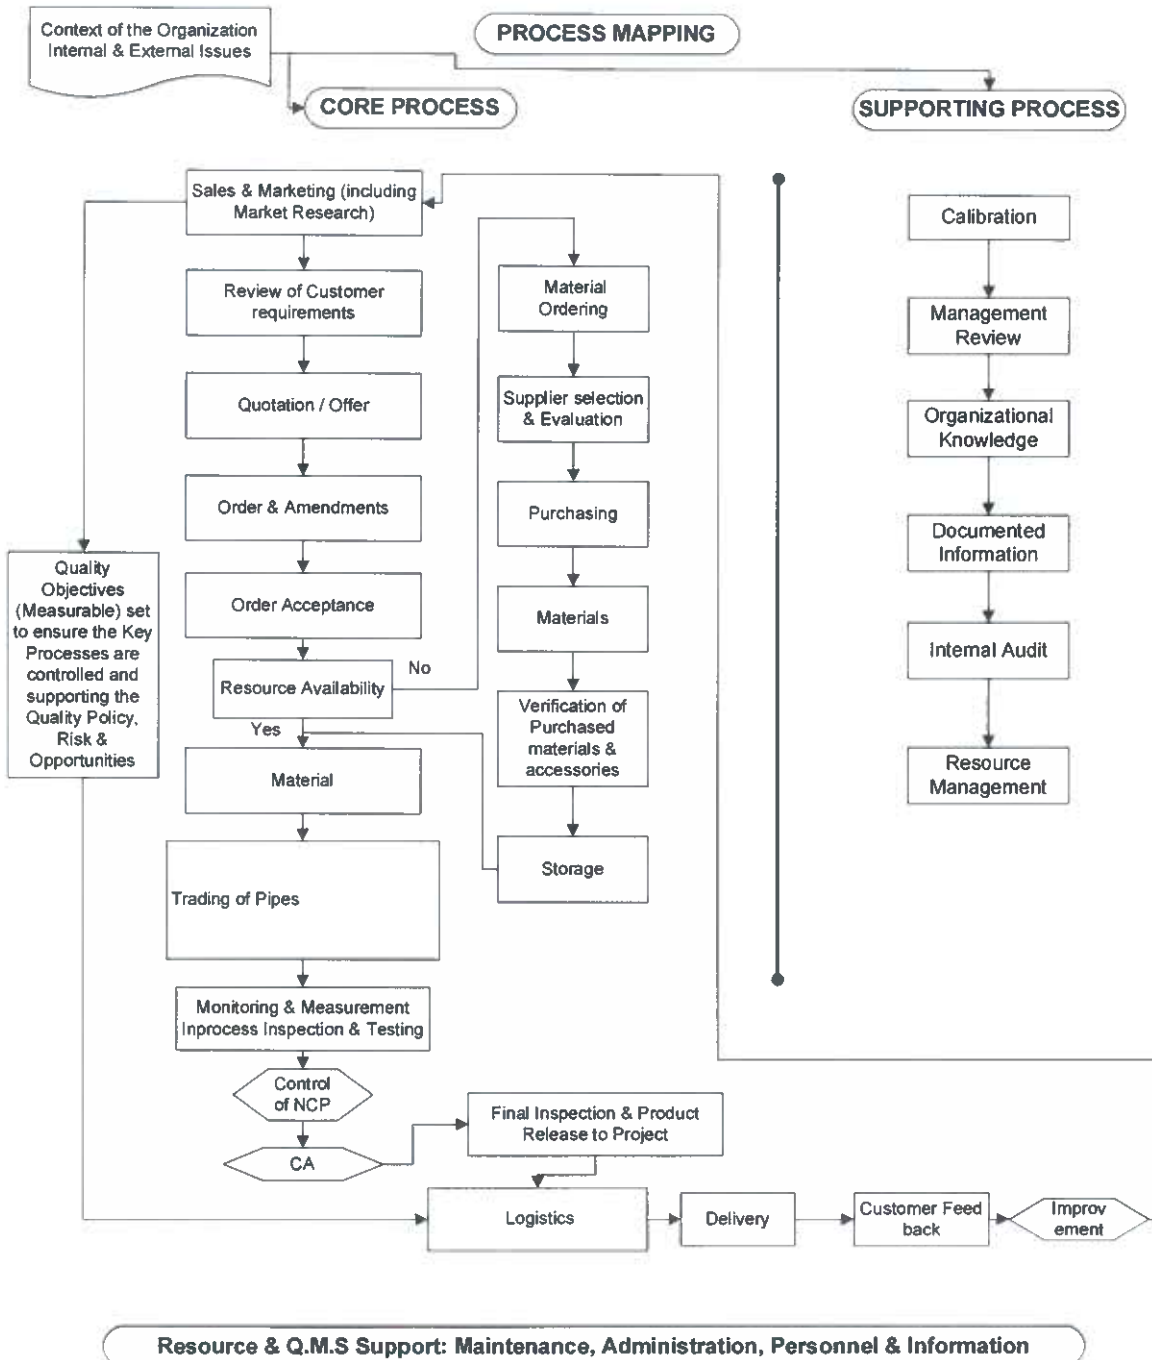 Context of the Organization
Internal & External Issues
PROCESS MAPPING
CORE PROCESS
SUPPORTING PROCESS
Sales & Marketing (including
Market Research)
Review of Customer
requirements
Quotation / Offer
Order & Amendments
Order Acceptance
Resource Availability
No
Yes
Material
Trading of Pipes
Monitoring & Measurement
Inprocess Inspection & Testing
Control
of NCP
CA
Quality
Objectives
(Measurable) set
to ensure the Key
Processes are
controlled and
supporting the
Quality Policy,
Risk &
Opportunities
Material
Ordering
Supplier selection
& Evaluation
Purchasing
Materials
Verification of
Purchased
materials &
accessories
Storage
Final Inspection & Product
Release to Project
Logistics
Delivery
Customer Feed
back
Improv
ement
Calibration
Management
Review
Organizational
Knowledge
Documented
Information
Internal Audit
Resource
Management
Resource & Q.M.S Support: Maintenance, Administration, Personnel & Information